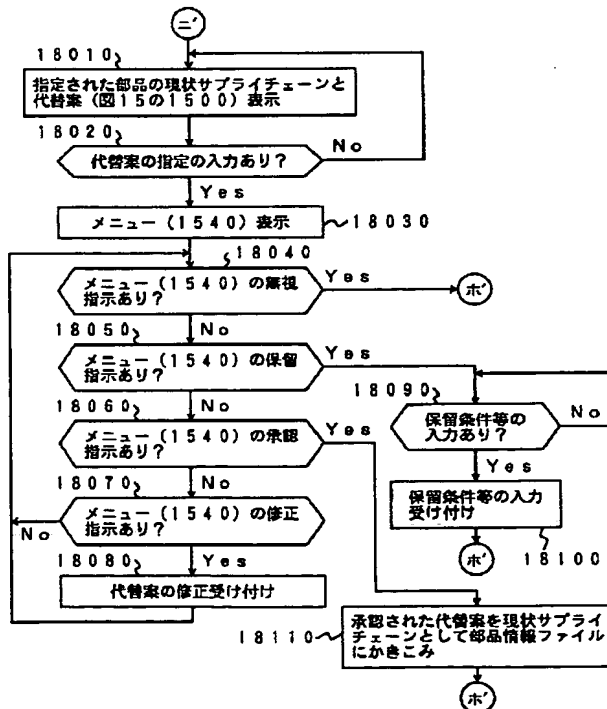 ニ'
18010
指定された部品の現状サプライチェーンと
代替案(図15の1500)表示
18020
代替案の指定の入力あり?
No
Yes
メニュー(1540)表示
18030
18040
メニュー(1540)の無視
指示あり?
Yes
ホ'
No
18050
メニュー(1540)の保留
指示あり?
Yes
18090
保留条件等の
入力あり?
No
No
18060
メニュー(1540)の承認
指示あり?
Yes
Yes
保留条件等の入力
受け付け
18100
ホ'
No
18070
メニュー(1540)の修正
指示あり?
No
Yes
18080
代替案の修正受け付け
18110
承認された代替案を現状サプライ
チェーンとして部品情報ファイル
にかきこみ
ホ'